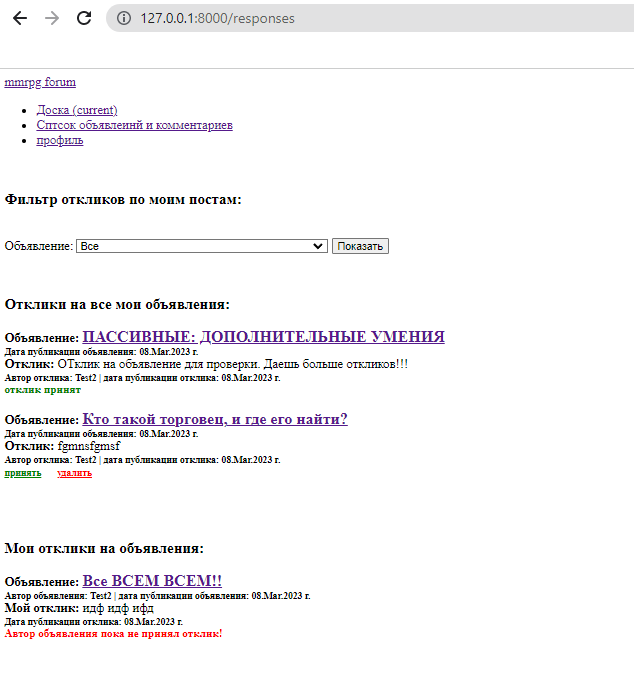 127.0.0.1:8000/responses
mmrpg forum
Доска (current)
Сптсок объявлеинй и комментариев
профиль
Фильтр откликов по моим постам:
Объявление: Все Показать
Отклики на все мои объявления:
Объявление: ПАССИВНЫЕ: ДОПОЛНИТЕЛЬНЫЕ УМЕНИЯ
Дата публикации объявления: 08.Mar.2023 г.
Отклик: ОТклик на объявление для проверки. Даешь больше откликов!!!
Автор отклика: Test2 | дата публикации отклика: 08.Mar.2023 г.
отклик принят
Объявление: Кто такой торговец, и где его найти?
Дата публикации объявления: 08.Mar.2023 г.
Отклик: fgmnsfgmsf
Автор отклика: Test2 | дата публикации отклика: 08.Mar.2023 г.
принять удалить
Мои отклики на объявления:
Объявление: Все ВСЕМ ВСЕМ!!
Автор объявления: Test2 | дата публикации объявления: 08.Mar.2023 г.
Мой отклик: идф идф ифд
Дата публикации отклика: 08.Mar.2023 г.
Автор объявления пока не принял отклик!